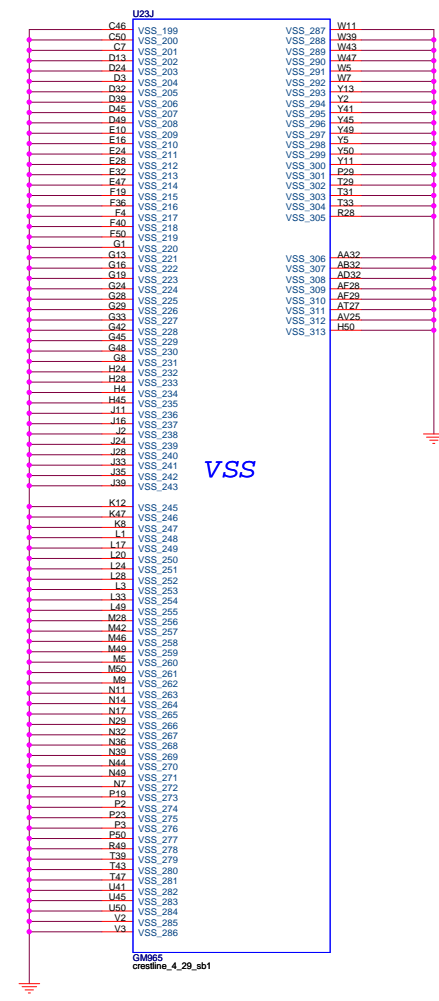 U23J
C46 VSS_199
C50 VSS_200
C7 VSS_201
D13 VSS_202
D24 VSS_203
D3 VSS_204
D32 VSS_205
D39 VSS_206
D45 VSS_207
D49 VSS_208
E10 VSS_209
E16 VSS_210
E24 VSS_211
E28 VSS_212
E32 VSS_213
E47 VSS_214
F19 VSS_215
F36 VSS_216
F4 VSS_217
F40 VSS_218
F50 VSS_219
G1 VSS_220
G13 VSS_221
G16 VSS_222
G19 VSS_223
G24 VSS_224
G28 VSS_225
G29 VSS_226
G33 VSS_227
G42 VSS_228
G45 VSS_229
G48 VSS_230
G8 VSS_231
H24 VSS_232
H28 VSS_233
H4 VSS_234
H45 VSS_235
J11 VSS_236
J16 VSS_237
J2 VSS_238
J24 VSS_239
J28 VSS_240
J33 VSS_241
J35 VSS_242
J39 VSS_243
K12 VSS_245
K47 VSS_246
K8 VSS_247
L1 VSS_248
L17 VSS_249
L20 VSS_250
L24 VSS_251
L28 VSS_252
L3 VSS_253
L33 VSS_254
L49 VSS_255
M28 VSS_256
M42 VSS_257
M46 VSS_258
M49 VSS_259
M5 VSS_260
M50 VSS_261
M9 VSS_262
N11 VSS_263
N14 VSS_264
N17 VSS_265
N29 VSS_266
N32 VSS_267
N36 VSS_268
N39 VSS_269
N44 VSS_270
N49 VSS_271
N7 VSS_272
P19 VSS_273
P2 VSS_274
P23 VSS_275
P3 VSS_276
P50 VSS_277
R49 VSS_278
T39 VSS_279
T43 VSS_280
T47 VSS_281
U41 VSS_282
U45 VSS_283
U50 VSS_284
V2 VSS_285
V3 VSS_286
VSS
VSS_287 W11
VSS_288 W39
VSS_289 W43
VSS_290 W47
VSS_291 W5
VSS_292 W7
VSS_293 Y13
VSS_294 Y2
VSS_295 Y41
VSS_296 Y45
VSS_297 Y49
VSS_298 Y5
VSS_299 Y50
VSS_300 Y11
VSS_301 P29
VSS_302 T29
VSS_303 T31
VSS_304 T33
VSS_305 R28
VSS_306 AA32
VSS_307 AB32
VSS_308 AD32
VSS_309 AF28
VSS_310 AF29
VSS_311 AT27
VSS_312 AV25
VSS_313 H50
GM965
crestline_4_29_sb1